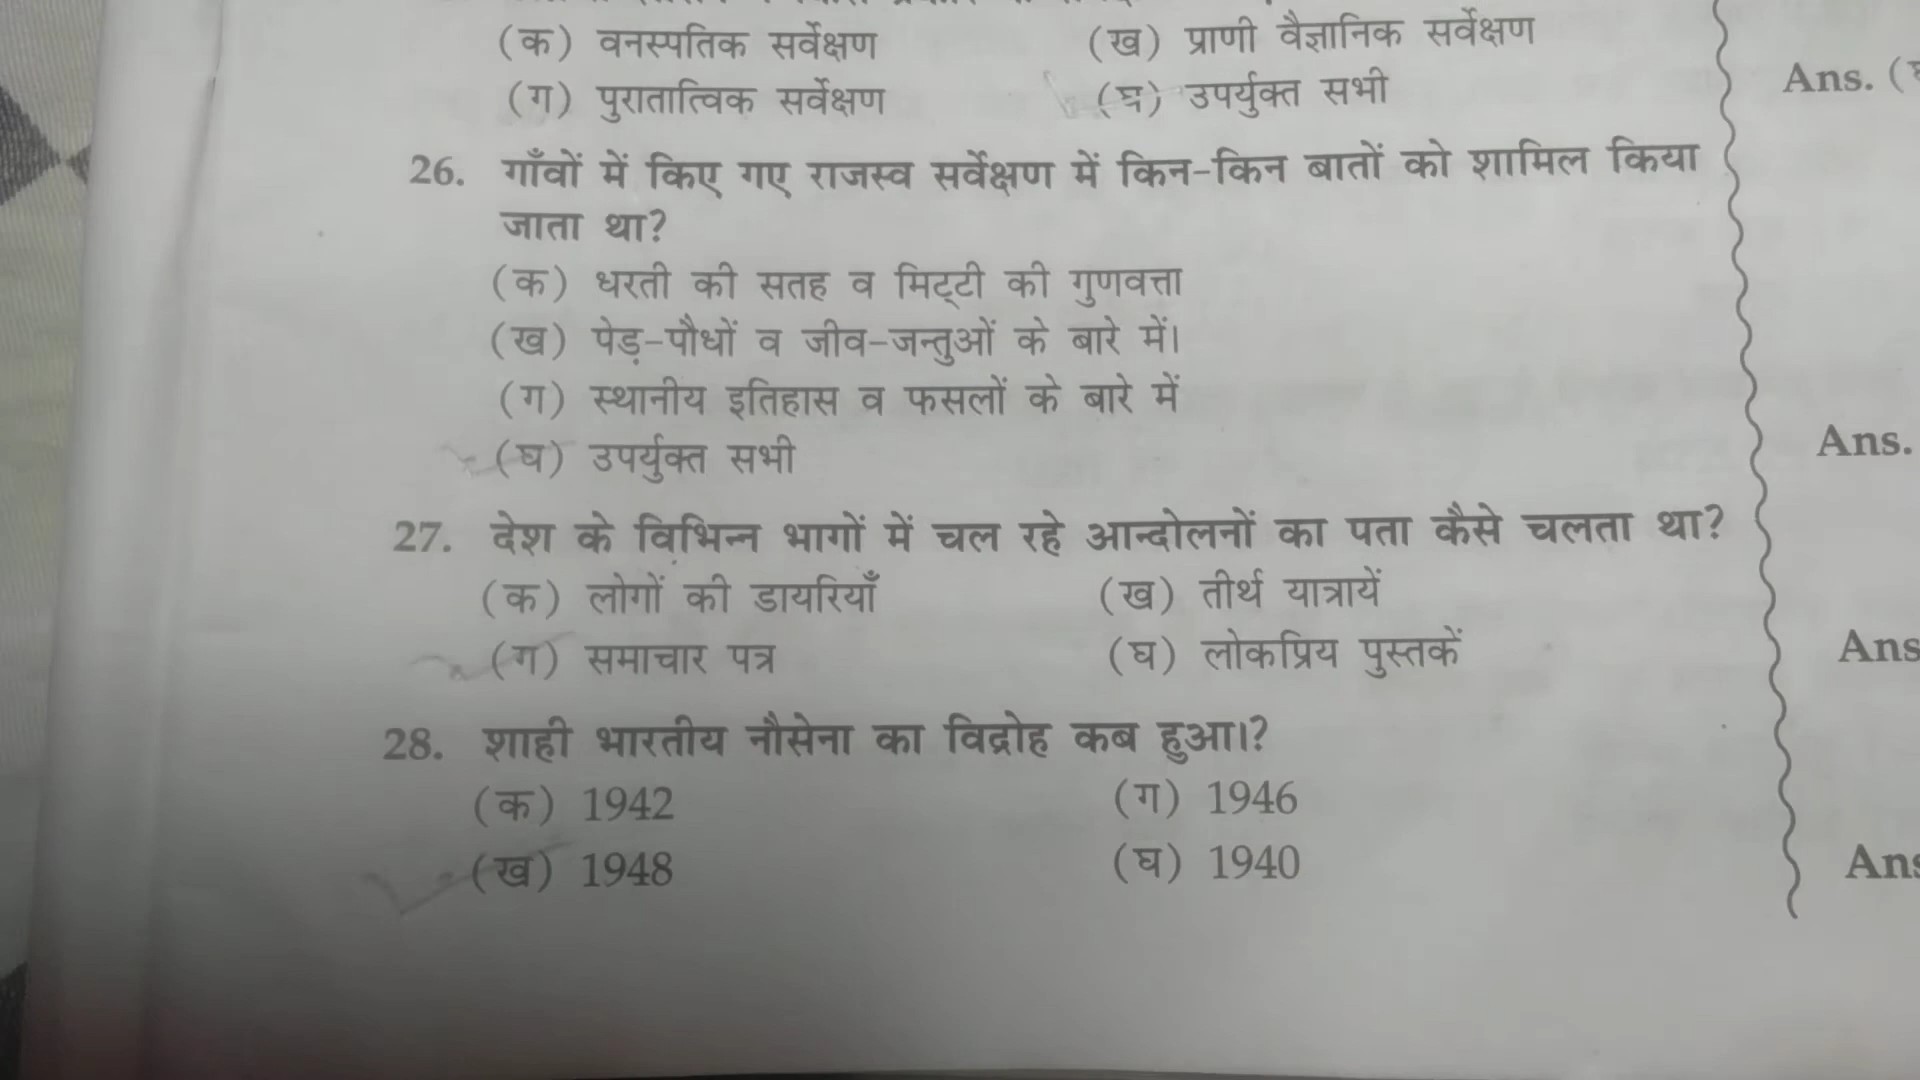 (क) वनस्पतिक सर्वेक्षण (ख) प्राणी वैज्ञानिक सर्वेक्षण
(ग) पुरातात्विक सर्वेक्षण (घ) उपर्युक्त सभी
Ans. (
26. गाँवों में किए गए राजस्व सर्वेक्षण में किन-किन बातों को शामिल किया
जाता था?
(क) धरती की सतह व मिट्टी की गुणवत्ता
(ख) पेड़-पौधों व जीव-जन्तुओं के बारे में।
(ग) स्थानीय इतिहास व फसलों के बारे में
Ans.
(घ) उपर्युक्त सभी
27. देश के विभिन्न भागों में चल रहे आन्दोलनों का पता कैसे चलता था?
(क) लोगों की डायरियाँ (ख) तीर्थ यात्रायें
(ग) समाचार पत्र (घ) लोकप्रिय पुस्तकें
Ans
28. शाही भारतीय नौसेना का विद्रोह कब हुआ।?
(क) 1942 (ग) 1946
(ख) 1948 (घ) 1940
Ans